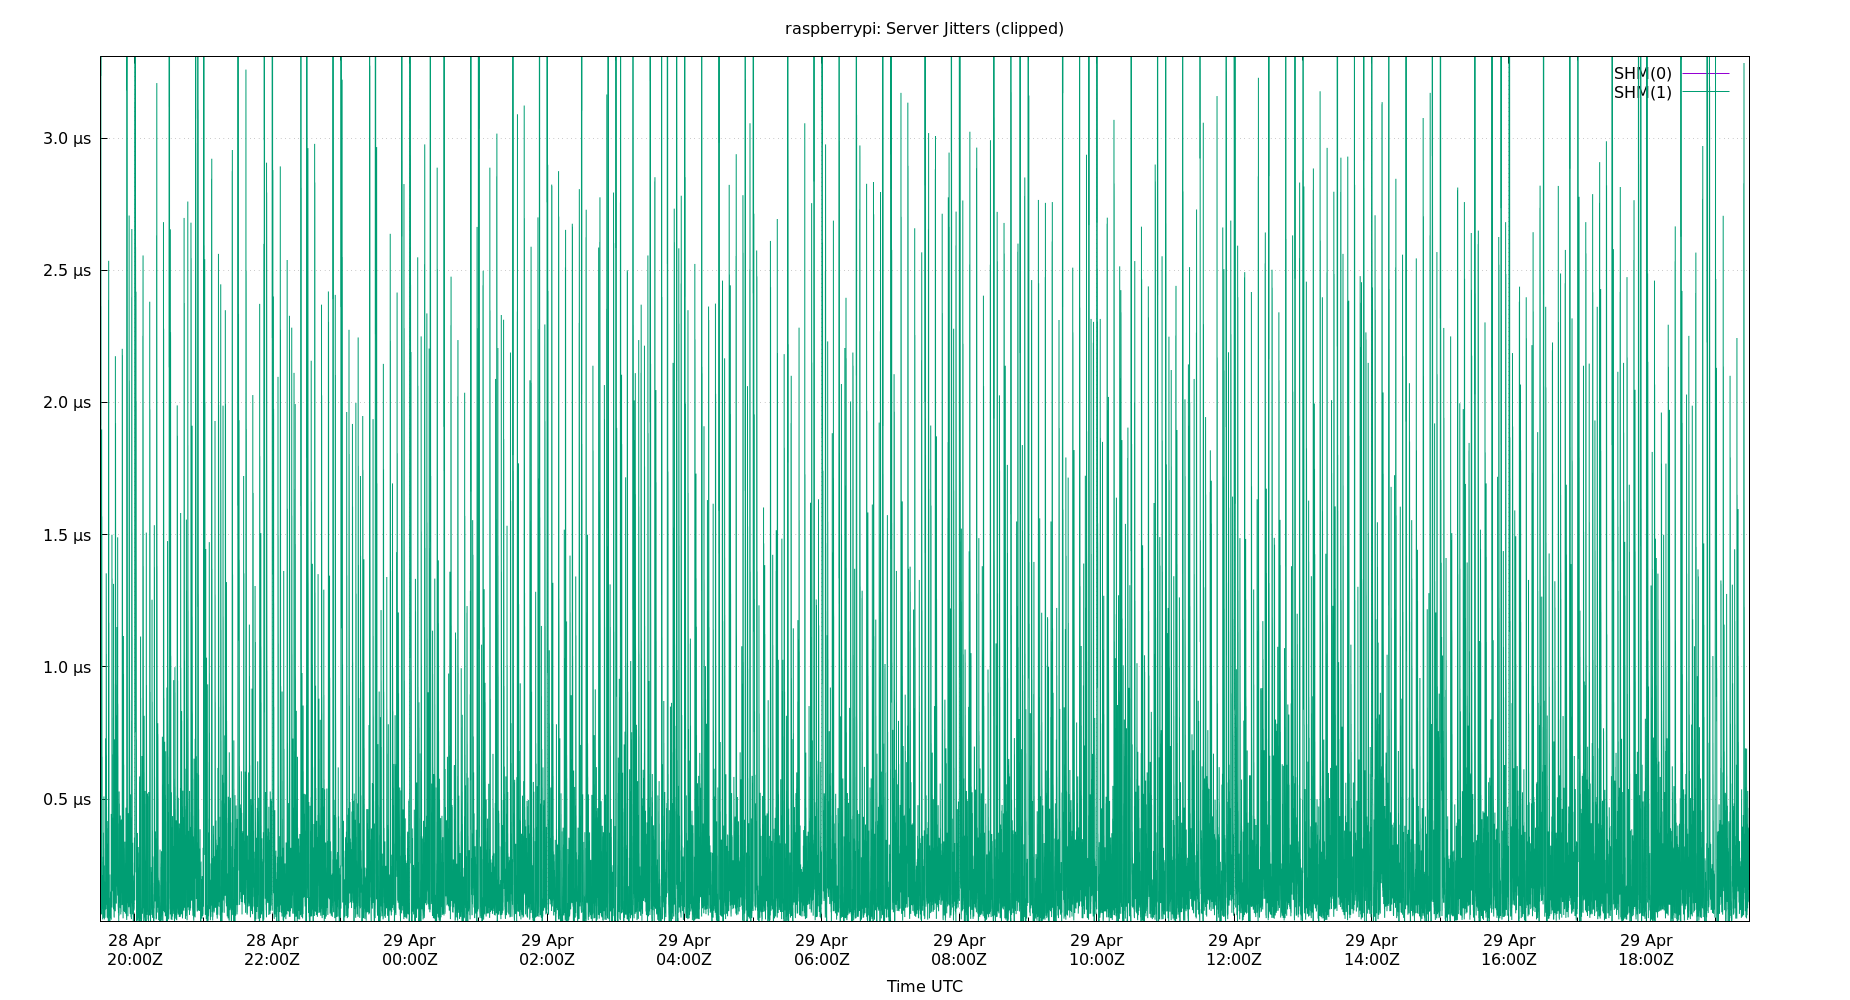 raspberrypi: Server Jitters (clipped)
SHM(0)
SHM(1)
3.0 µs
2.5 µs
2.0 µs
1.5 µs
1.0 µs
0.5 µs
28 Apr 28 Apr 29 Apr 29 Apr 29 Apr 29 Apr 29 Apr 29 Apr 29 Apr 29 Apr 29 Apr 29 Apr
20:00Z 22:00Z 00:00Z 02:00Z 04:00Z 06:00Z 08:00Z 10:00Z 12:00Z 14:00Z 16:00Z 18:00Z
Time UTC